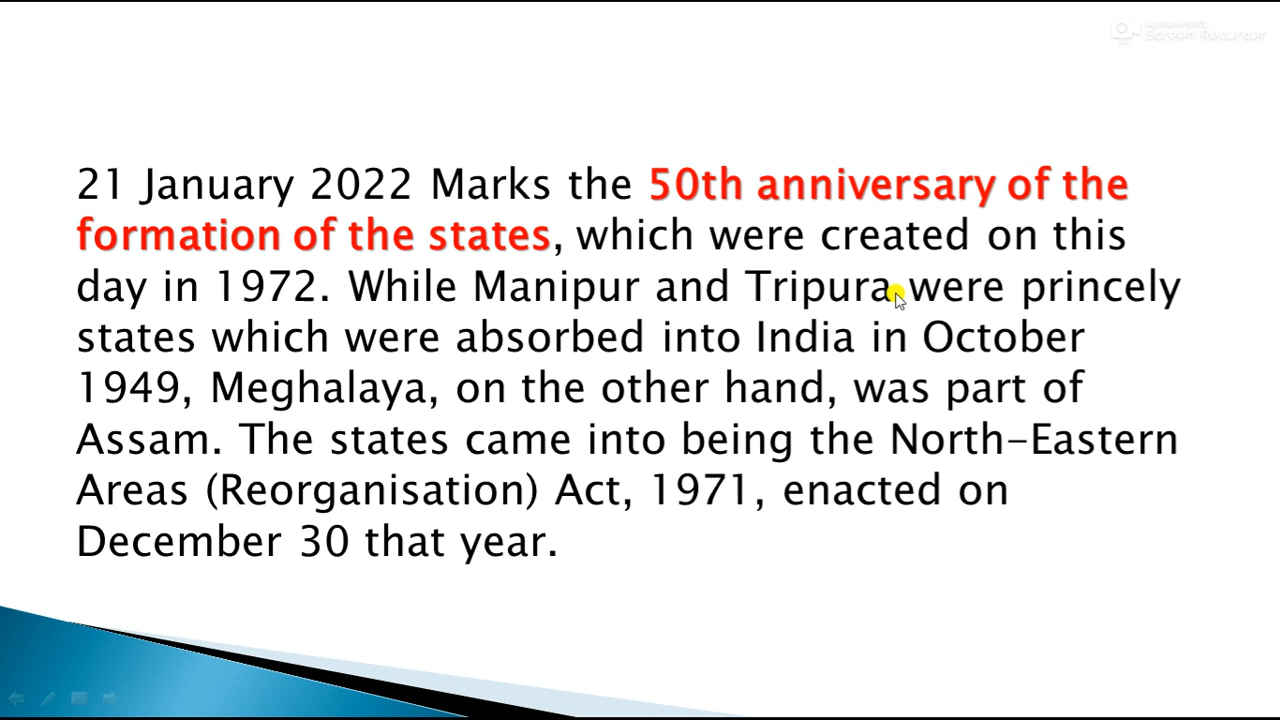 Apowersoft
Screen Recorder
21 January 2022 Marks the 50th anniversary of the
formation of the states, which were created on this
day in 1972. While Manipur and Tripura were princely
states which were absorbed into India in October
1949, Meghalaya, on the other hand, was part of
Assam. The states came into being the North-Eastern
Areas (Reorganisation) Act, 1971, enacted on
December 30 that year.